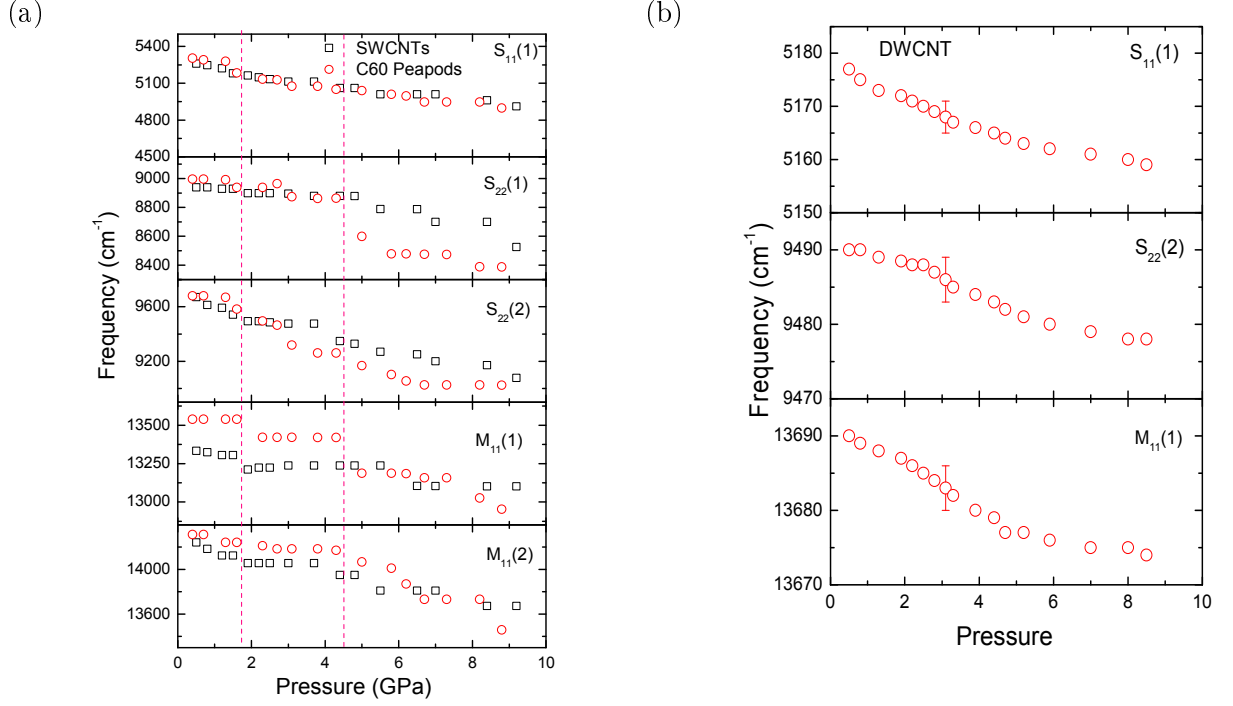 (a)
SWCNTs
C60 Peapods
S₁₁(1)
5400
5100
4800
4500
S₂₂(1)
9000
8800
8600
8400
S₂₂(2)
9600
9200
M₁₁(1)
13500
13250
13000
M₁₁(2)
14000
13600
0 2 4 6 8 10
Frequency (cm⁻¹)
Pressure (GPa)
(b)
DWCNT
S₁₁(1)
5180
5170
5160
5150
S₂₂(2)
9490
9480
9470
M₁₁(1)
13690
13680
13670
0 2 4 6 8 10
Frequency (cm⁻¹)
Pressure